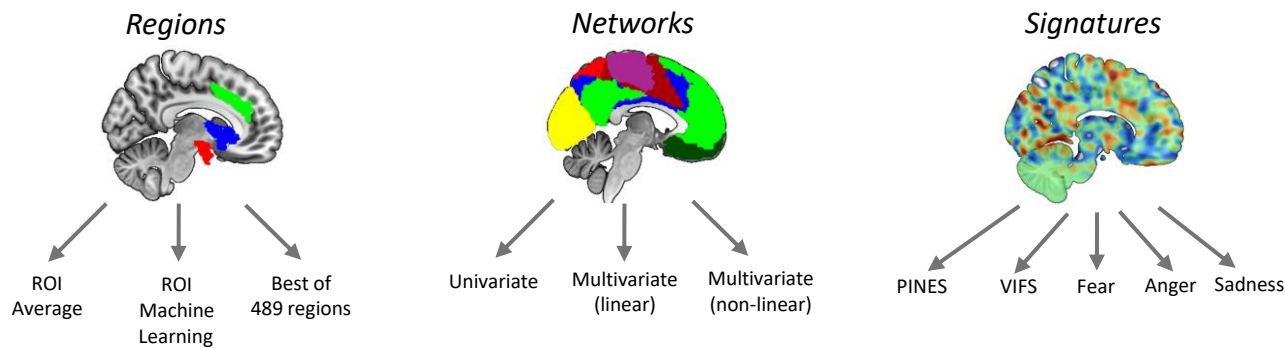 Regions
Networks
Signatures
ROI
Average
ROI
Machine
Learning
Best of
489 regions
Univariate
Multivariate
(linear)
Multivariate
(non-linear)
PINES
VIFS
Fear
Anger
Sadness